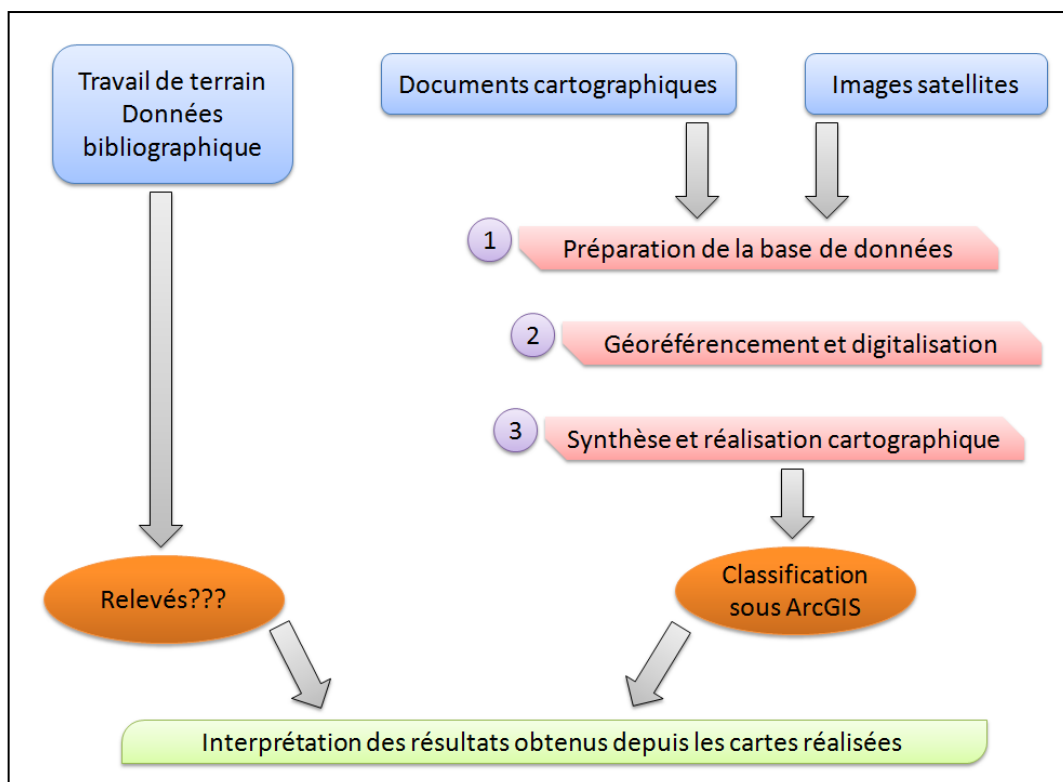 Travail de terrain
Données
bibliographique
Documents cartographiques
Images satellites
1
Préparation de la base de données
2
Géoréférencement et digitalisation
3
Synthèse et réalisation cartographique
Relevés???
Classification
sous ArcGIS
Interprétation des résultats obtenus depuis les cartes réalisées